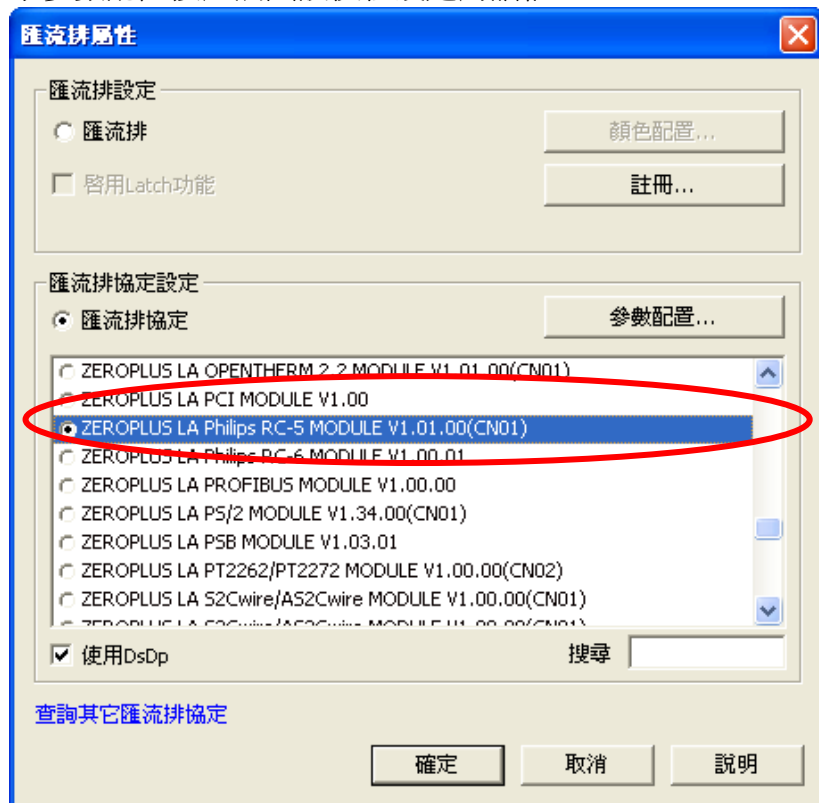 匯流排屬性
匯流排設定
匯流排
顏色配置...
啓用Latch功能
註冊...
匯流排協定設定
匯流排協定
參數配置...
ZEROPLUS LA OPENTHERM 2.2 MODULE V1.01.00(CN01)
ZEROPLUS LA PCI MODULE V1.00
ZEROPLUS LA Philips RC-5 MODULE V1.01.00(CN01)
ZEROPLUS LA Philips RC-6 MODULE V1.00.01
ZEROPLUS LA PROFIBUS MODULE V1.00.00
ZEROPLUS LA PS/2 MODULE V1.34.00(CN01)
ZEROPLUS LA PSB MODULE V1.03.01
ZEROPLUS LA PT2262/PT2272 MODULE V1.00.00(CN02)
ZEROPLUS LA S2Cwire/AS2Cwire MODULE V1.00.00(CN01)
使用DsDp
搜尋
查詢其它匯流排協定
確定
取消
說明